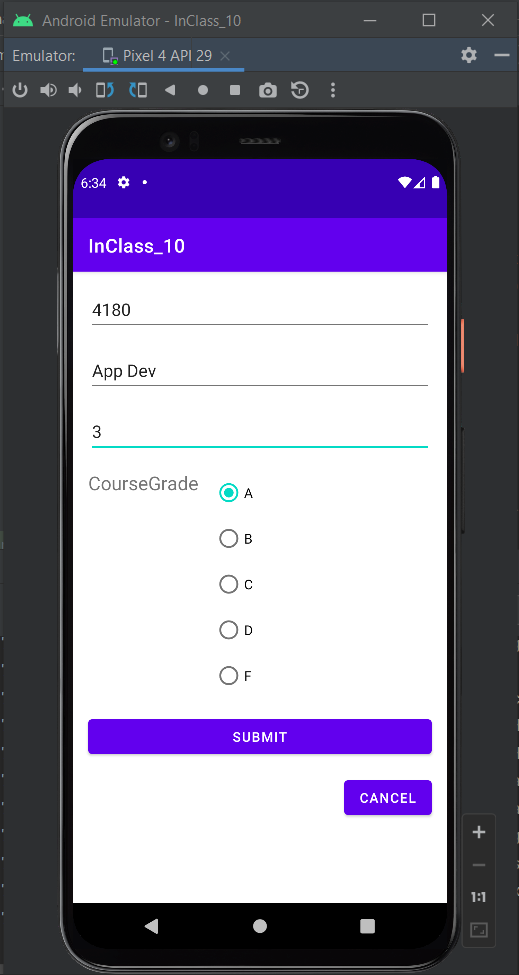 Android Emulator - InClass_10
Emulator: Pixel 4 API 29
6:34
InClass_10
4180
App Dev
3
CourseGrade
A
B
C
D
F
SUBMIT
CANCEL
1:1